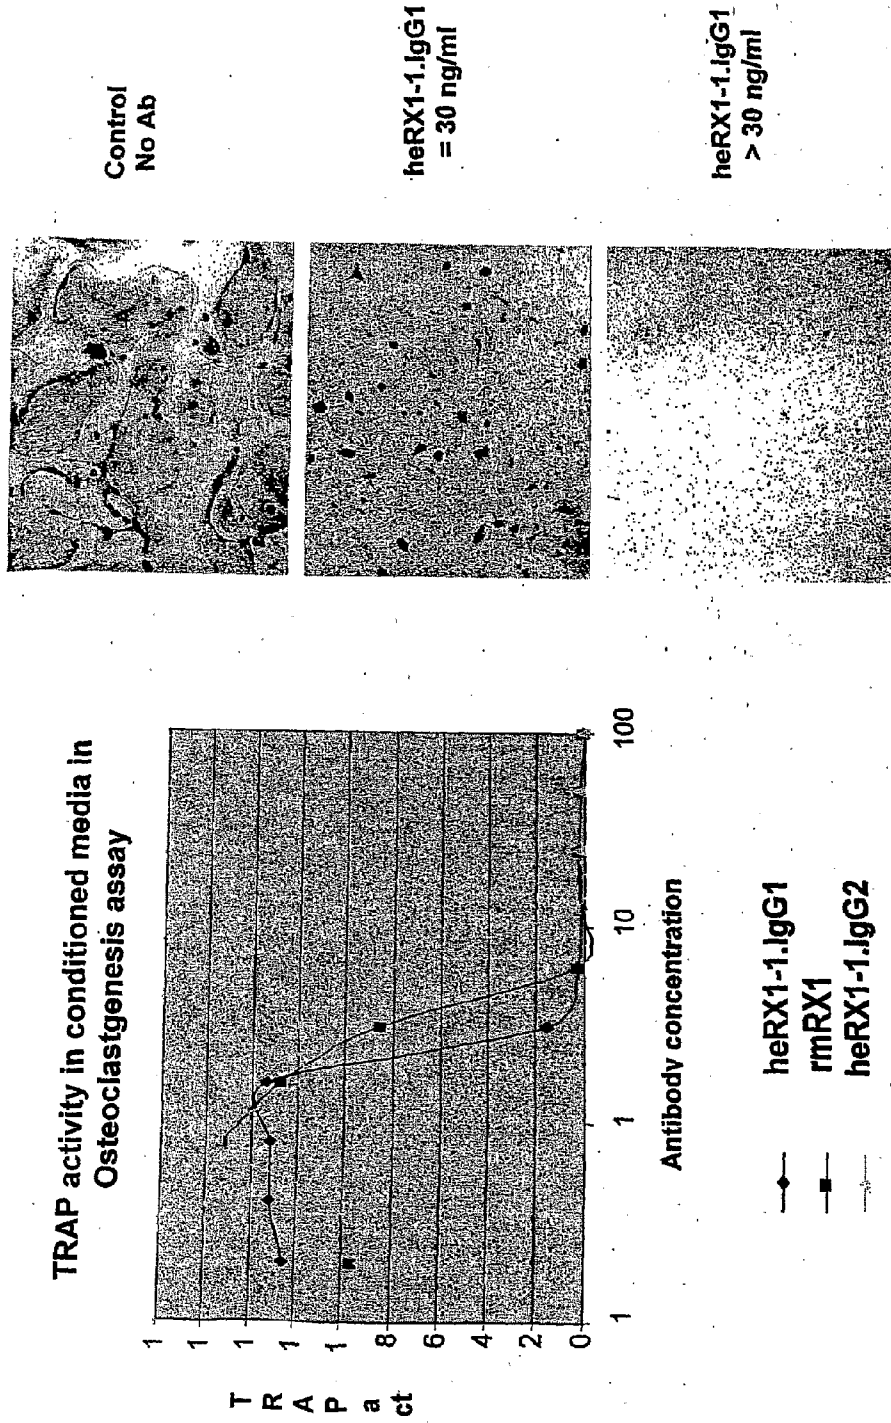 TRAP activity in conditioned media in
Osteoclastgenesis assay
T
R
A
P
a
ct
1
1
1
1
1
8
6
4
2
0
1
1
10
100
Antibody concentration
heRX1-1.IgG1
rmRX1
heRX1-1.IgG2
Control
No Ab
heRX1-1.IgG1
= 30 ng/ml
heRX1-1.IgG1
> 30 ng/ml